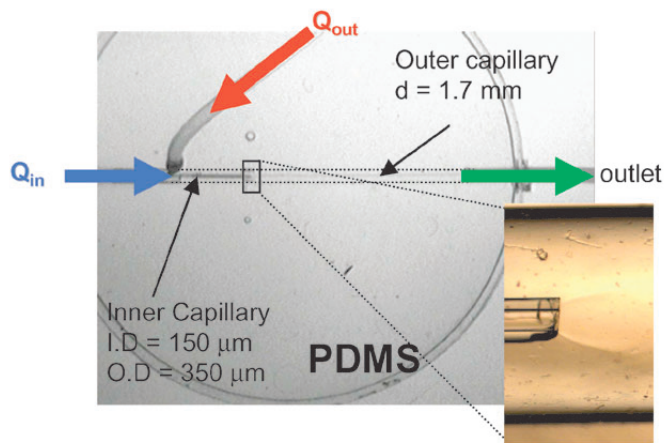 Qout
Outer capillary
d = 1.7 mm
Qin
outlet
Inner Capillary
I.D = 150 μm
O.D = 350 μm
PDMS